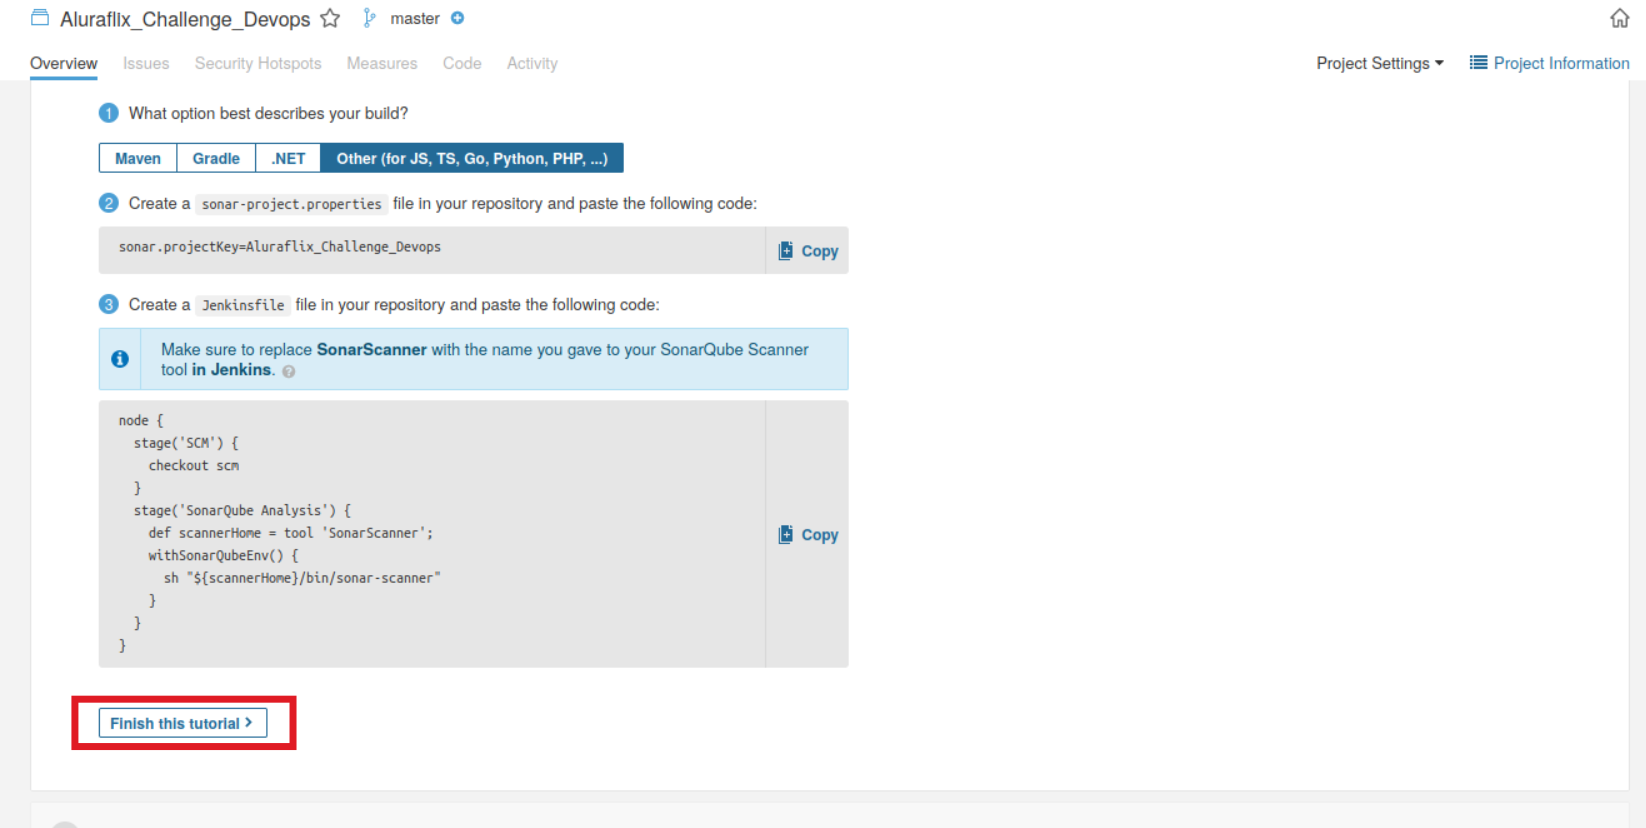 Aluraflix_Challenge_Devops master
Overview Issues Security Hotspots Measures Code Activity Project Settings Project Information
1 What option best describes your build?
Maven Gradle .NET Other (for JS, TS, Go, Python, PHP, ...)
2 Create a sonar-project.properties file in your repository and paste the following code:
sonar.projectKey=Aluraflix_Challenge_Devops
Copy
3 Create a Jenkinsfile file in your repository and paste the following code:
Make sure to replace SonarScanner with the name you gave to your SonarQube Scanner
tool in Jenkins. ?
node {
  stage('SCM') {
    checkout scm
  }
  stage('SonarQube Analysis') {
    def scannerHome = tool 'SonarScanner';
    withSonarQubeEnv() {
      sh "${scannerHome}/bin/sonar-scanner"
    }
  }
}
Copy
Finish this tutorial >